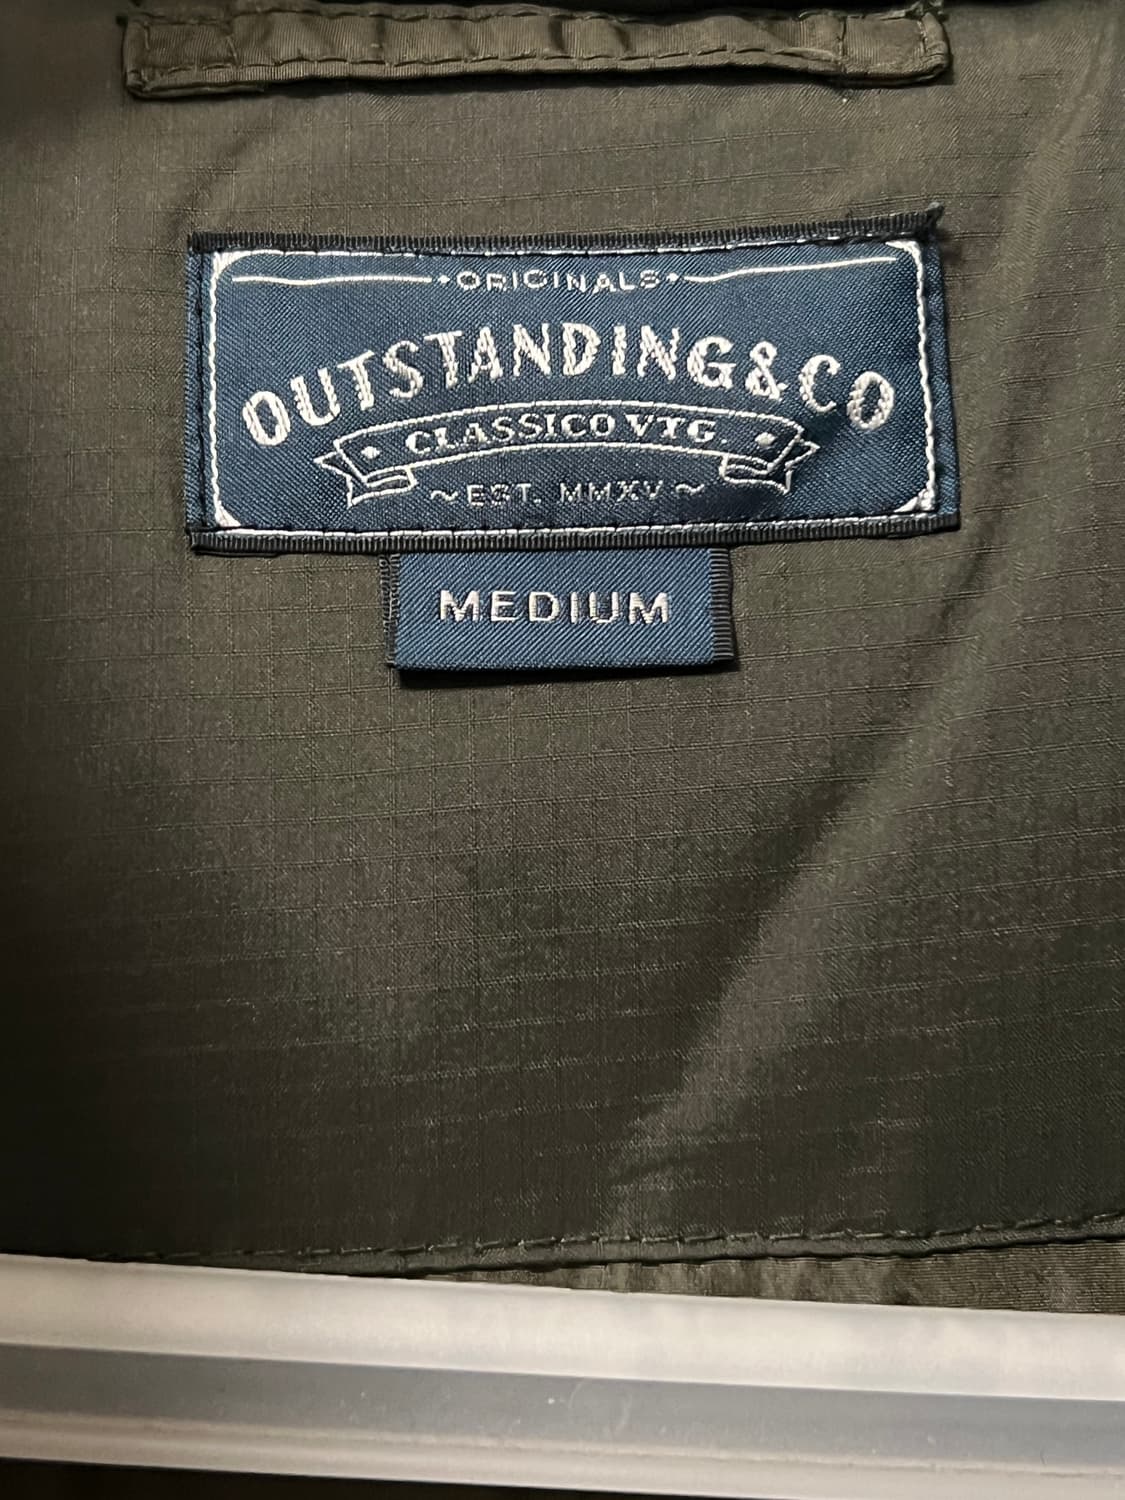 ORIGINALS
OUTSTANDING&CO
CLASSICO VTG.
~EST. MMXV~
MEDIUM